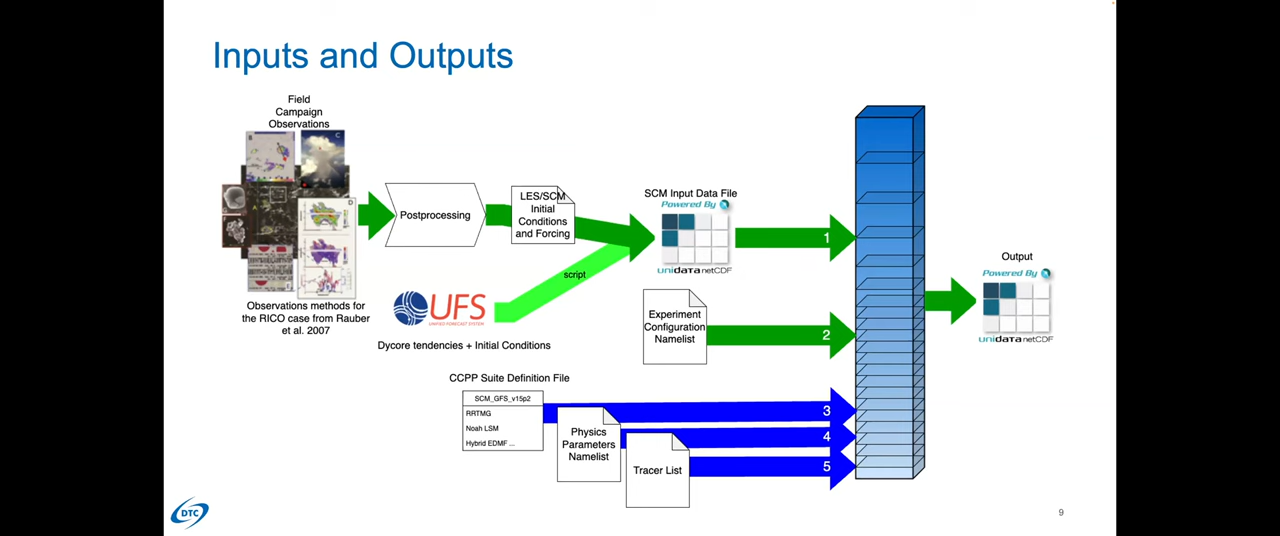 Inputs and Outputs
Field
Campaign
Observations
Observations methods for
the RICO case from Rauber
et al. 2007
Postprocessing
LES/SCM
Initial
Conditions
and Forcing
script
UFS
UNIFIED FORECAST SYSTEM
Dycore tendencies + Initial Conditions
SCM Input Data File
Powered By
unidata netCDF
1
Experiment
Configuration
Namelist
2
CCPP Suite Definition File
SCM_GFS_v15p2
RRTMG
Noah LSM
Hybrid EDMF ...
3
Physics
Parameters
Namelist
4
Tracer List
5
Output
Powered By
unidata netCDF
DTC
9